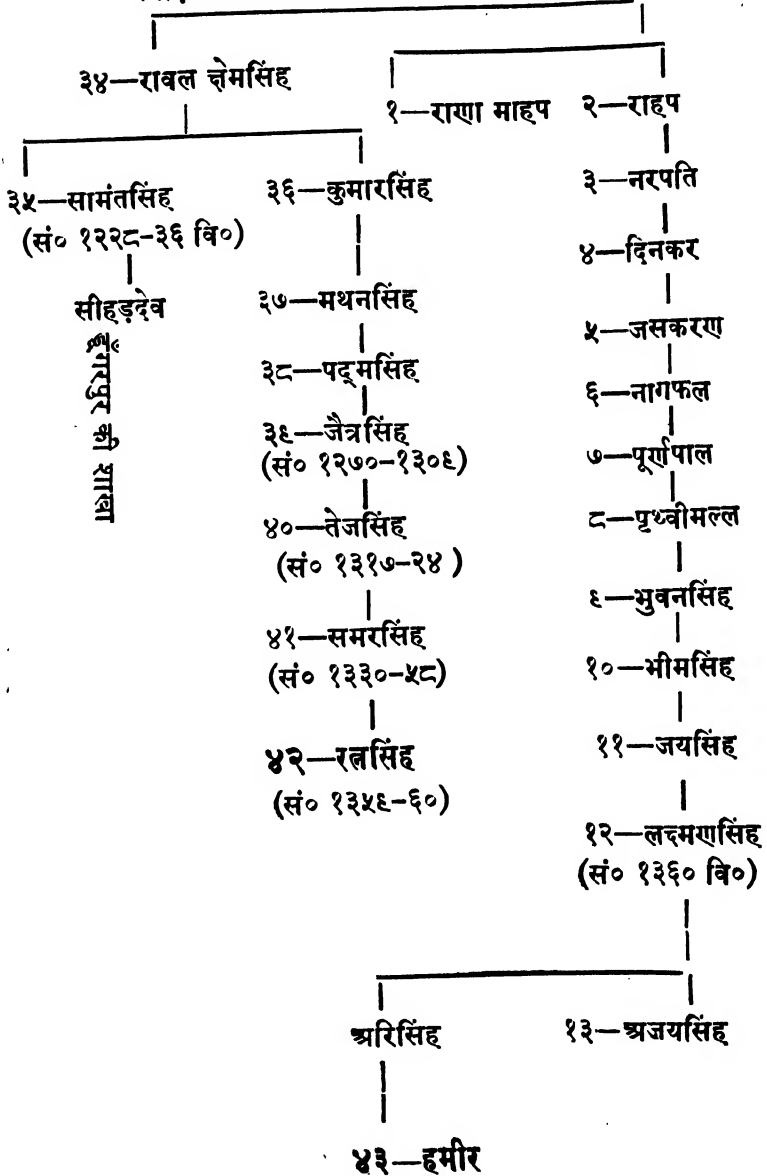 ३४—रावल क्षेमसिंह
१—राणा माहप
२—राहप
३५—सामंतसिंह
(सं० १२२८-३६ वि०)
सीहड़देव
डूँगरपुर की शाखा
३६—कुमारसिंह
३७—मथनसिंह
३८—पद्मसिंह
३९—जैत्रसिंह
(सं० १२७०-१३०९)
४०—तेजसिंह
(सं० १३१७-२४ )
४१—समरसिंह
(सं० १३३०-५८)
४२—रत्नसिंह
(सं० १३५९-६०)
३—नरपति
४—दिनकर
५—जसकरण
६—नागफल
७—पूर्णपाल
८—पृथ्वीमल्ल
९—भुवनसिंह
१०—भीमसिंह
११—जयसिंह
१२—लक्ष्मणसिंह
(सं० १३६० वि०)
अरिसिंह
१३—अजयसिंह
४३—हमीर